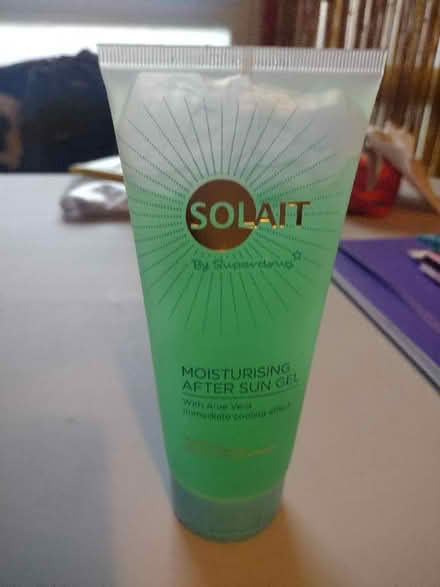 SOLAIT
By Superdrug
MOISTURISING
AFTER SUN GEL
With Aloe Vera
immediate cooling effect